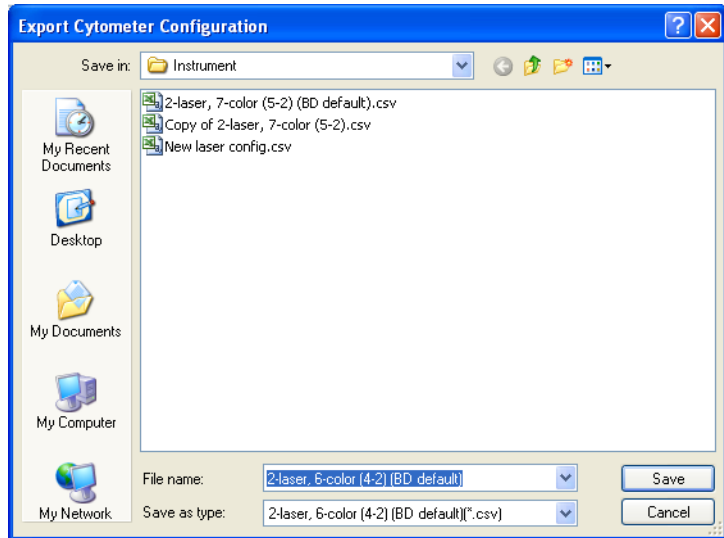 Export Cytometer Configuration
Save in:
Instrument
My Recent
Documents
Desktop
My Documents
My Computer
My Network
2-laser, 7-color (5-2) (BD default).csv
Copy of 2-laser, 7-color (5-2).csv
New laser config.csv
File name:
2-laser, 6-color (4-2) (BD default)
Save
Save as type:
2-laser, 6-color (4-2) (BD default)(*.csv)
Cancel